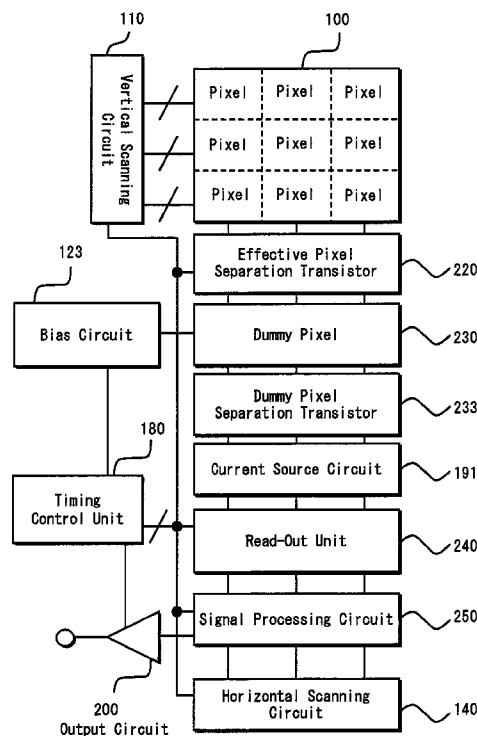 110
100
Vertical Scanning
Circuit
Pixel Pixel Pixel
Pixel Pixel Pixel
Pixel Pixel Pixel
Effective Pixel
Separation Transistor
220
123
Bias Circuit
Dummy Pixel
230
Dummy Pixel
Separation Transistor
233
180
Current Source Circuit
191
Timing
Control Unit
Read-Out Unit
240
Signal Processing Circuit
250
200
Output Circuit
Horizontal Scanning
Circuit
140